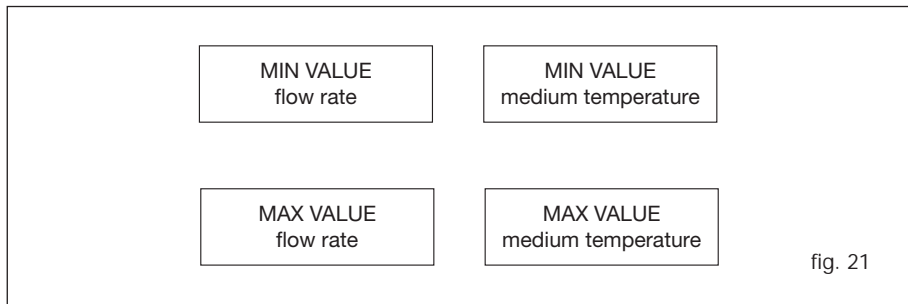 MIN VALUE
flow rate
MIN VALUE
medium temperature
MAX VALUE
flow rate
MAX VALUE
medium temperature
fig. 21